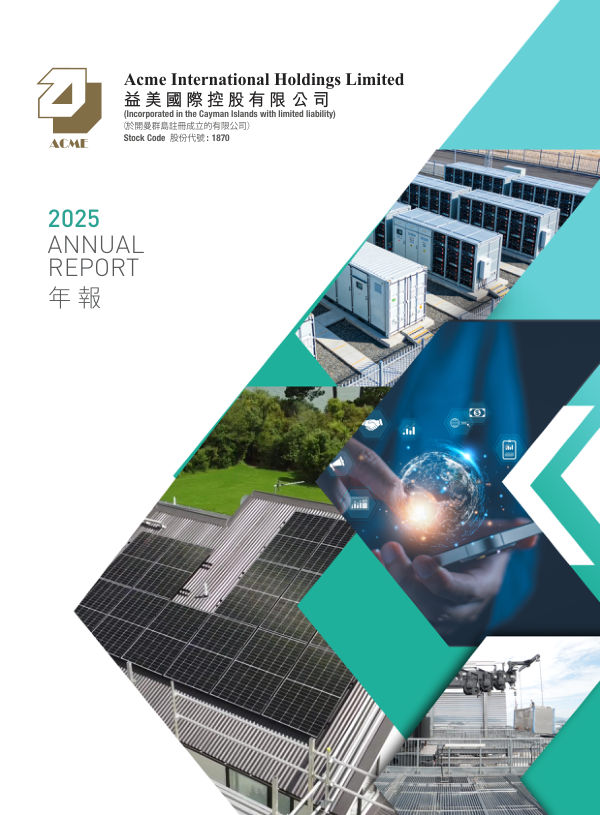 Acme International Holdings Limited
益美國際控股有限公司
(Incorporated in the Cayman Islands with limited liability)
(於開曼群島註冊成立的有限公司)
Stock Code 股份代號 : 1870
ACME
2025
ANNUAL
REPORT
年報